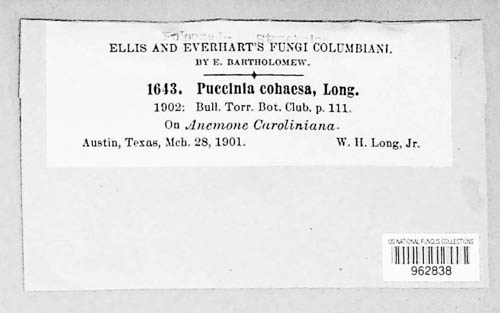 ELLIS AND EVERHART'S FUNGI COLUMBIANI.
BY E. BARTHOLOMEW.
1643. Puccinia cohaesa, Long.
1902: Bull. Torr. Bot. Club. p. 111.
On Anemone Caroliniana.
Austin, Texas, Mch. 28, 1901. W. H. Long, Jr.
US NATIONAL FUNGUS COLLECTIONS
962838